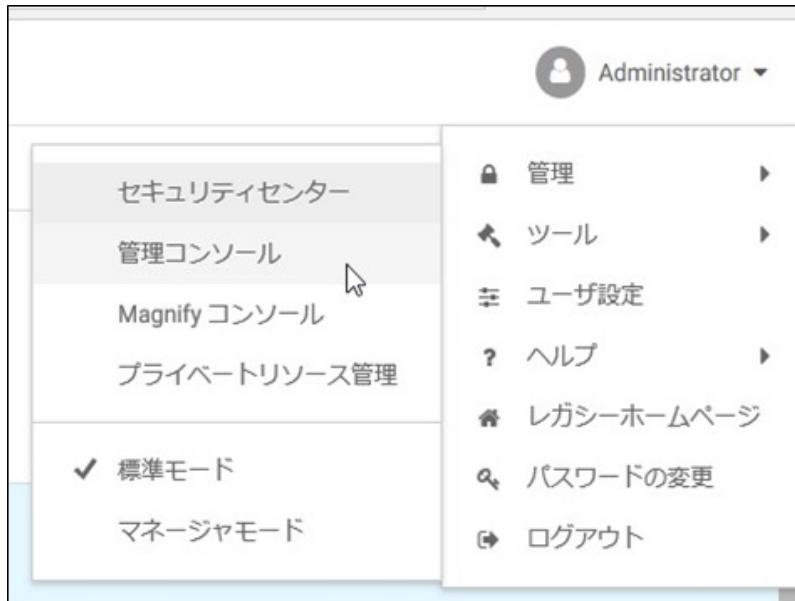 Administrator
管理
ツール
ユーザ設定
ヘルプ
レガシーホームページ
パスワードの変更
ログアウト
セキュリティセンター
管理コンソール
Magnify コンソール
プライベートリソース管理
標準モード
マネージャモード